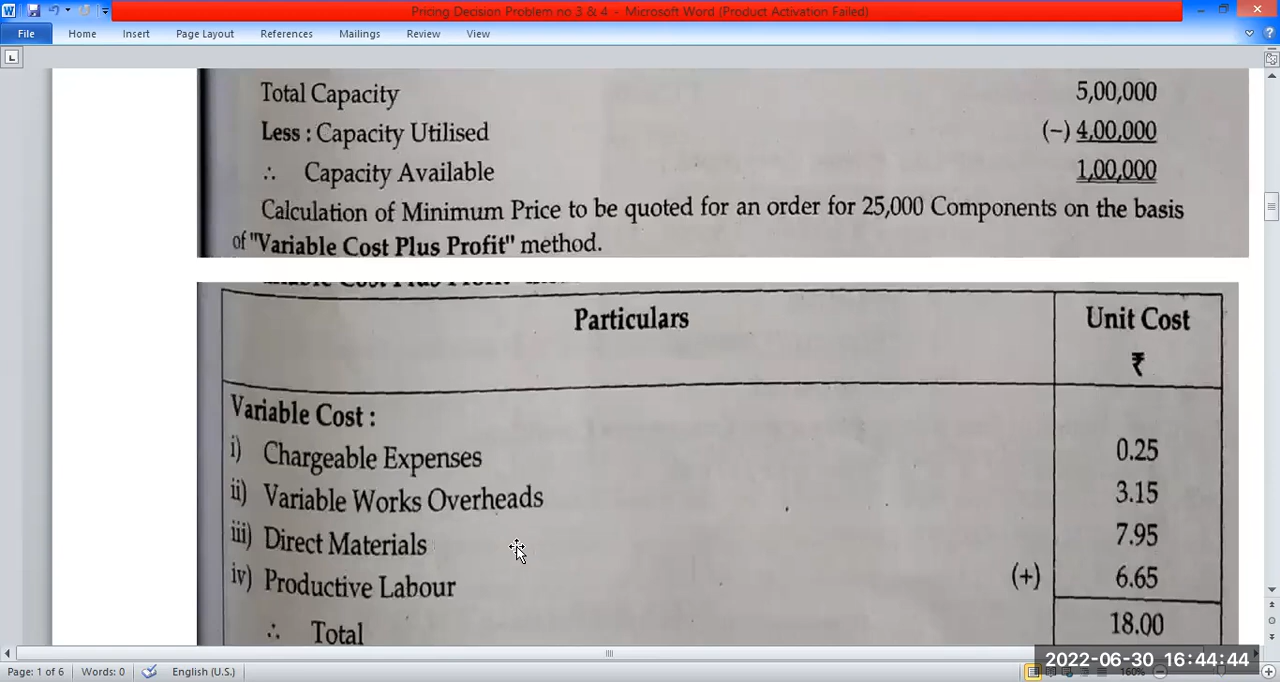 Pricing Decision Problem no 3 & 4 - Microsoft Word (Product Activation Failed)
File Home Insert Page Layout References Mailings Review View
Total Capacity 5,00,000
Less : Capacity Utilised (−) 4,00,000
∴ Capacity Available 1,00,000
Calculation of Minimum Price to be quoted for an order for 25,000 Components on the basis
of "Variable Cost Plus Profit" method.
Particulars Unit Cost
₹
Variable Cost :
i) Chargeable Expenses 0.25
ii) Variable Works Overheads 3.15
iii) Direct Materials 7.95
iv) Productive Labour (+) 6.65
∴ Total 18.00
2022-06-30 16:44:44
Page: 1 of 6 Words: 0 English (U.S.) 160%